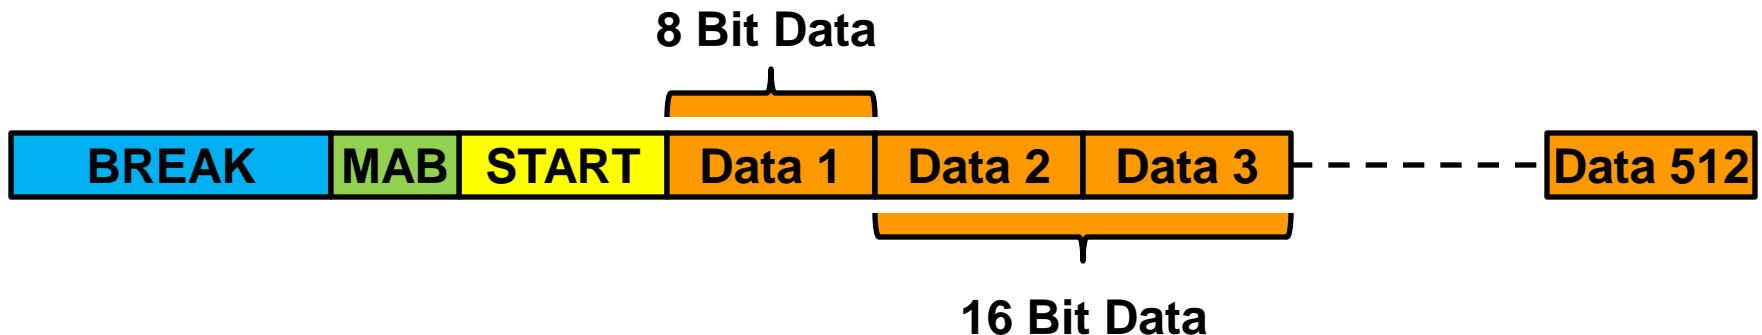 8 Bit Data
BREAK MAB START Data 1 Data 2 Data 3 Data 512
16 Bit Data